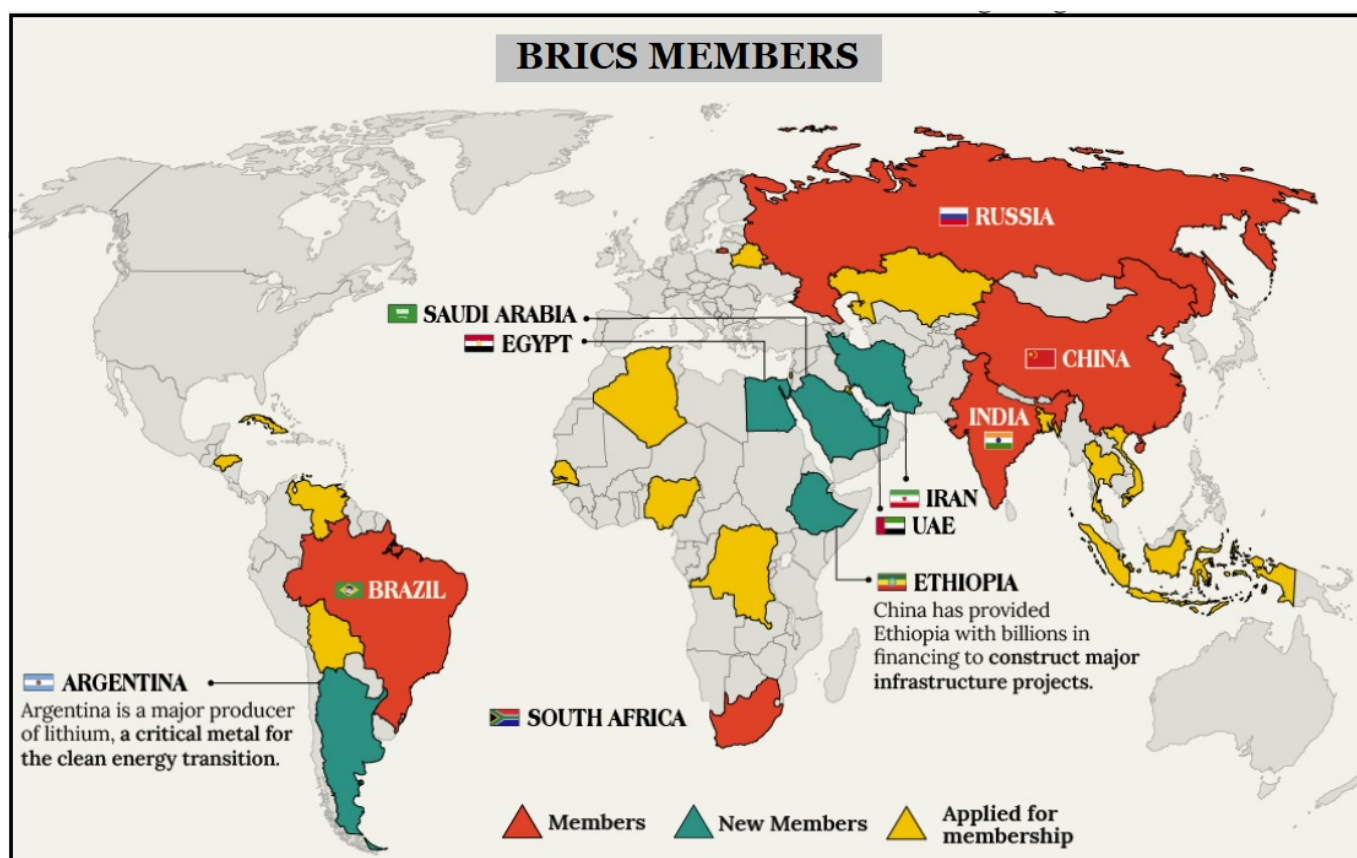 BRICS MEMBERS
RUSSIA
SAUDI ARABIA
EGYPT
CHINA
INDIA
IRAN
UAE
BRAZIL
ETHIOPIA
China has provided
Ethiopia with billions in
financing to construct major
infrastructure projects.
ARGENTINA
Argentina is a major producer
of lithium, a critical metal for
the clean energy transition.
SOUTH AFRICA
Members
New Members
Applied for
membership